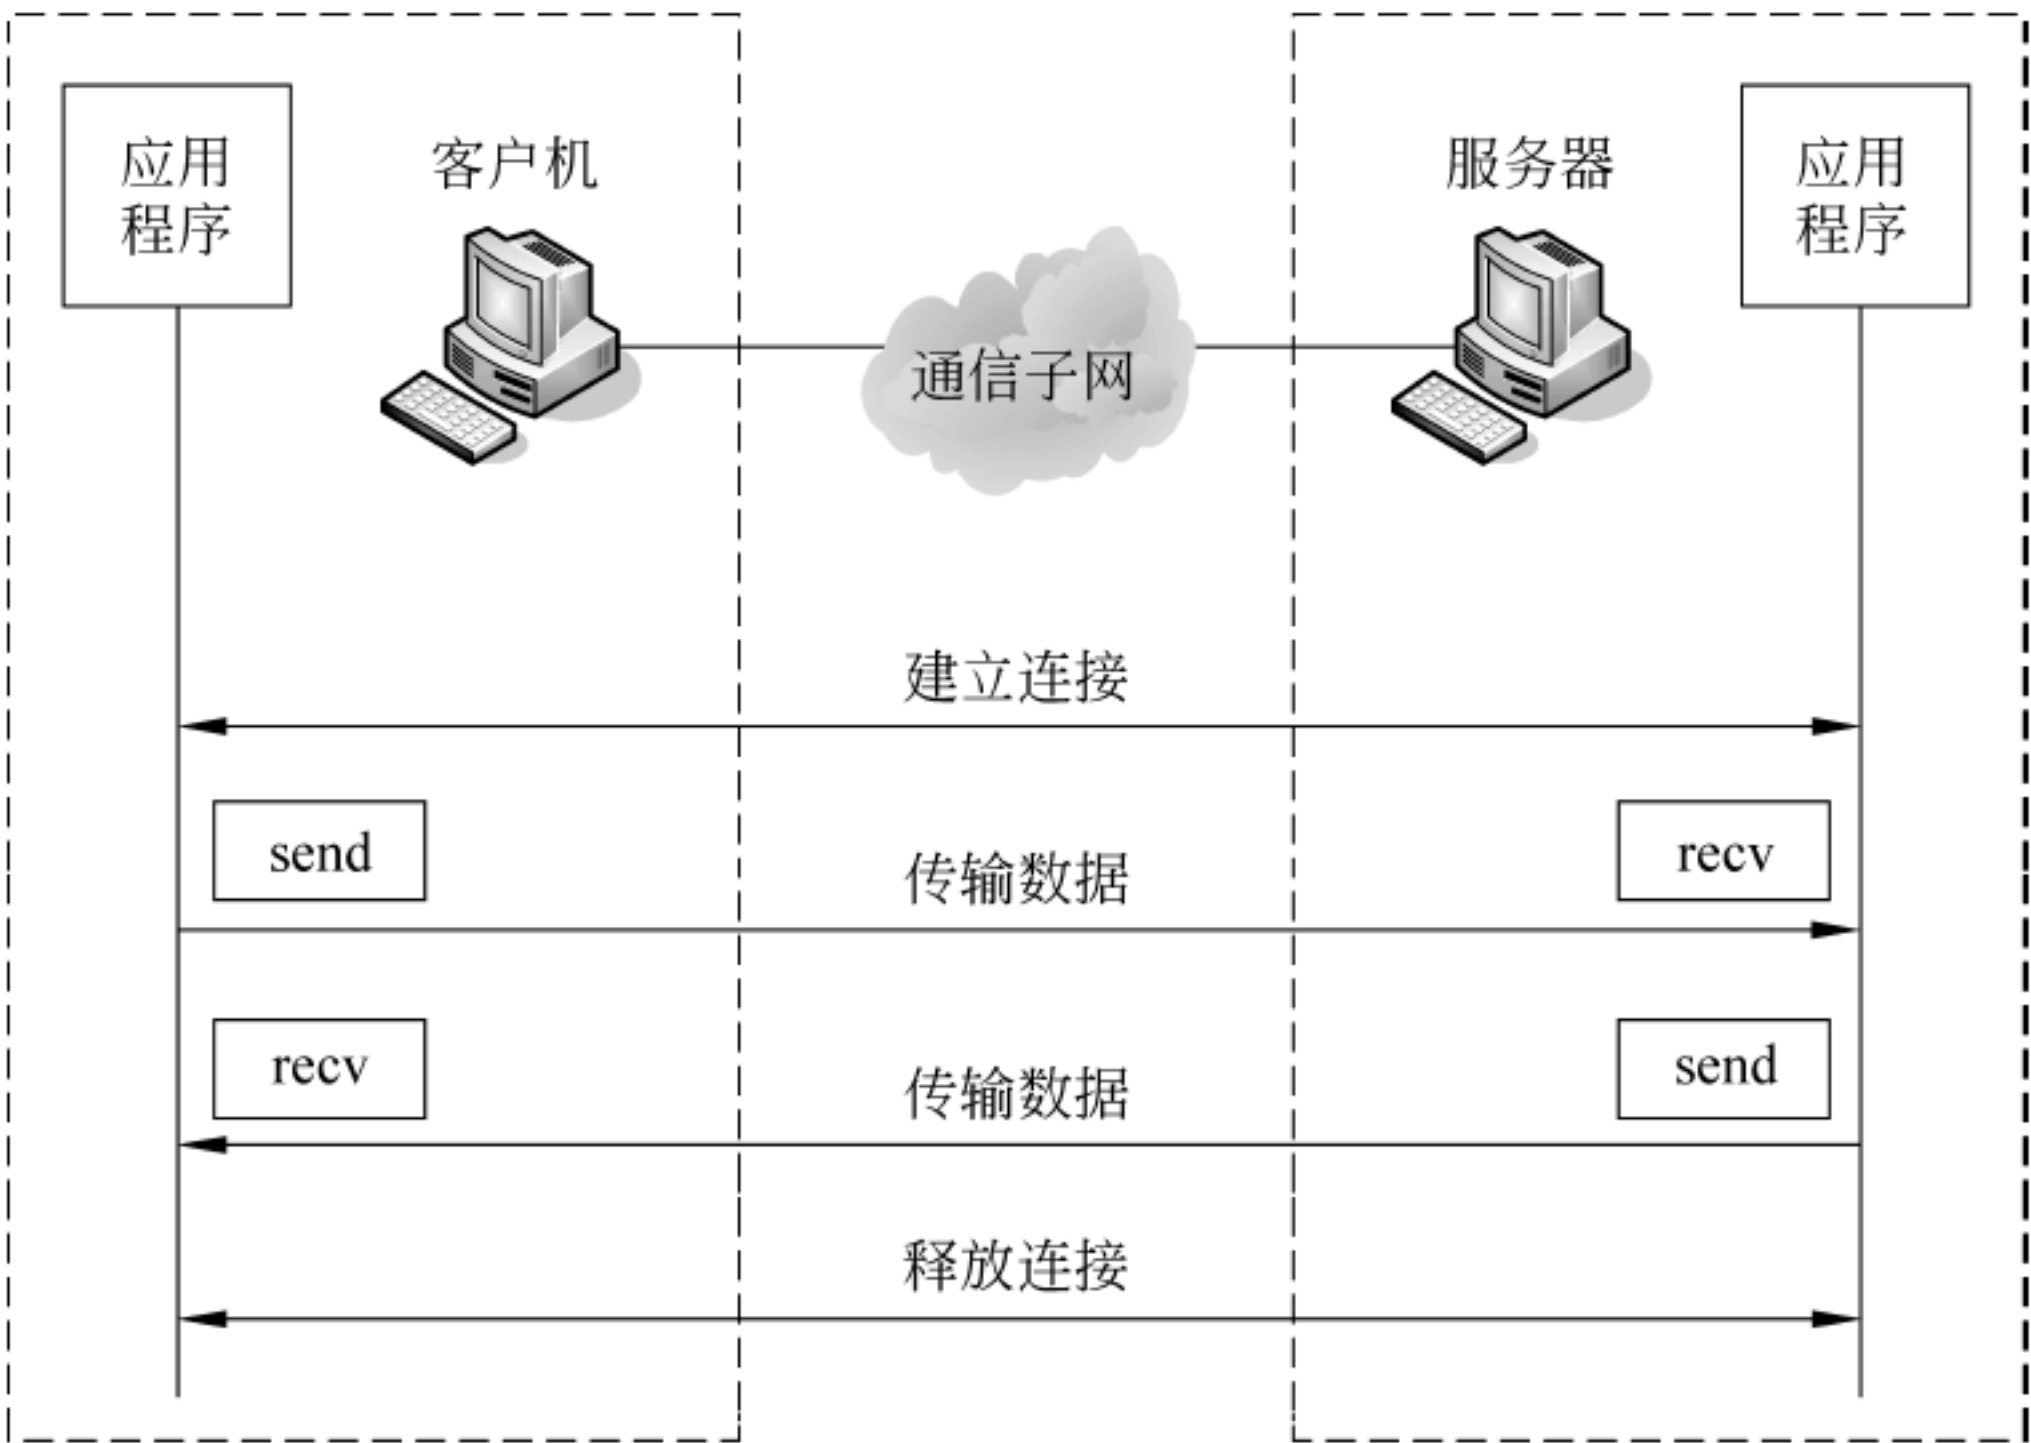 应用
程序
客户机
服务器
应用
程序
通信子网
建立连接
send
传输数据
recv
recv
传输数据
send
释放连接